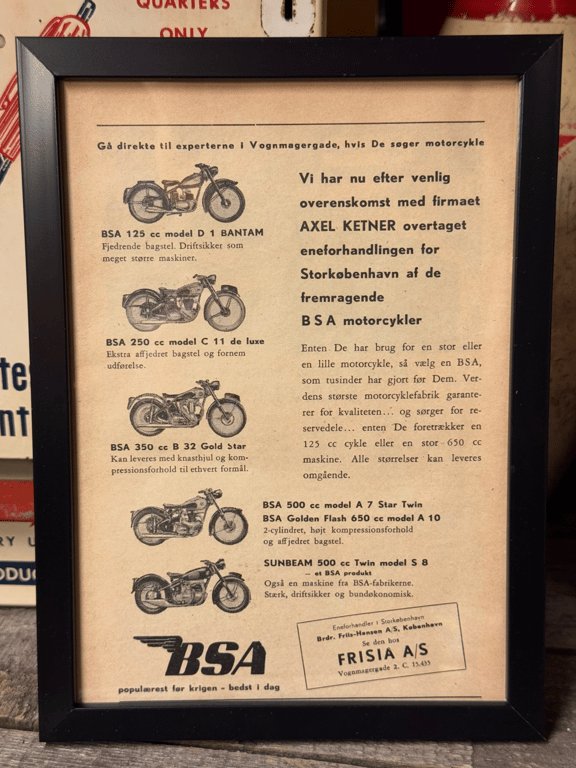 QUARTERS
ONLY
Gå direkte til experterne i Vognmagergade, hvis De søger motorcykle
BSA 125 cc model D 1 BANTAM
Fjedrende bagstel. Driftsikker som
meget større maskiner.
BSA 250 cc model C 11 de luxe
Ekstra affjedret bagstel og fornem
udførelse.
BSA 350 cc B 32 Gold Star
Kan leveres med knasthjul og kom-
pressionsforhold til ethvert formål.
Vi har nu efter venlig
overenskomst med firmaet
AXEL KETNER overtaget
eneforhandlingen for
Storkøbenhavn af de
fremragende
BSA motorcykler
Enten De har brug for en stor eller
en lille motorcykle, så vælg en BSA,
som tusinder har gjort før Dem. Ver-
dens største motorcyklefabrik garante-
rer for kvaliteten... og sørger for re-
servedele... enten De foretrækker en
125 cc cykle eller en stor 650 cc
maskine. Alle størrelser kan leveres
omgående.
BSA 500 cc model A 7 Star Twin
BSA Golden Flash 650 cc model A 10
2-cylindret, højt kompressionsforhold
og affjedret bagstel.
SUNBEAM 500 cc Twin model S 8
-- et BSA produkt
Også en maskine fra BSA-fabrikerne.
Stærk, driftsikker og bundøkonomisk.
BSA
populærest før krigen - bedst i dag
Eneforhandler i Storkøbenhavn
Brdr. Friis-Hansen A/S, København
Se den hos
FRISIA A/S
Vognmagergade 2. C. 15.455